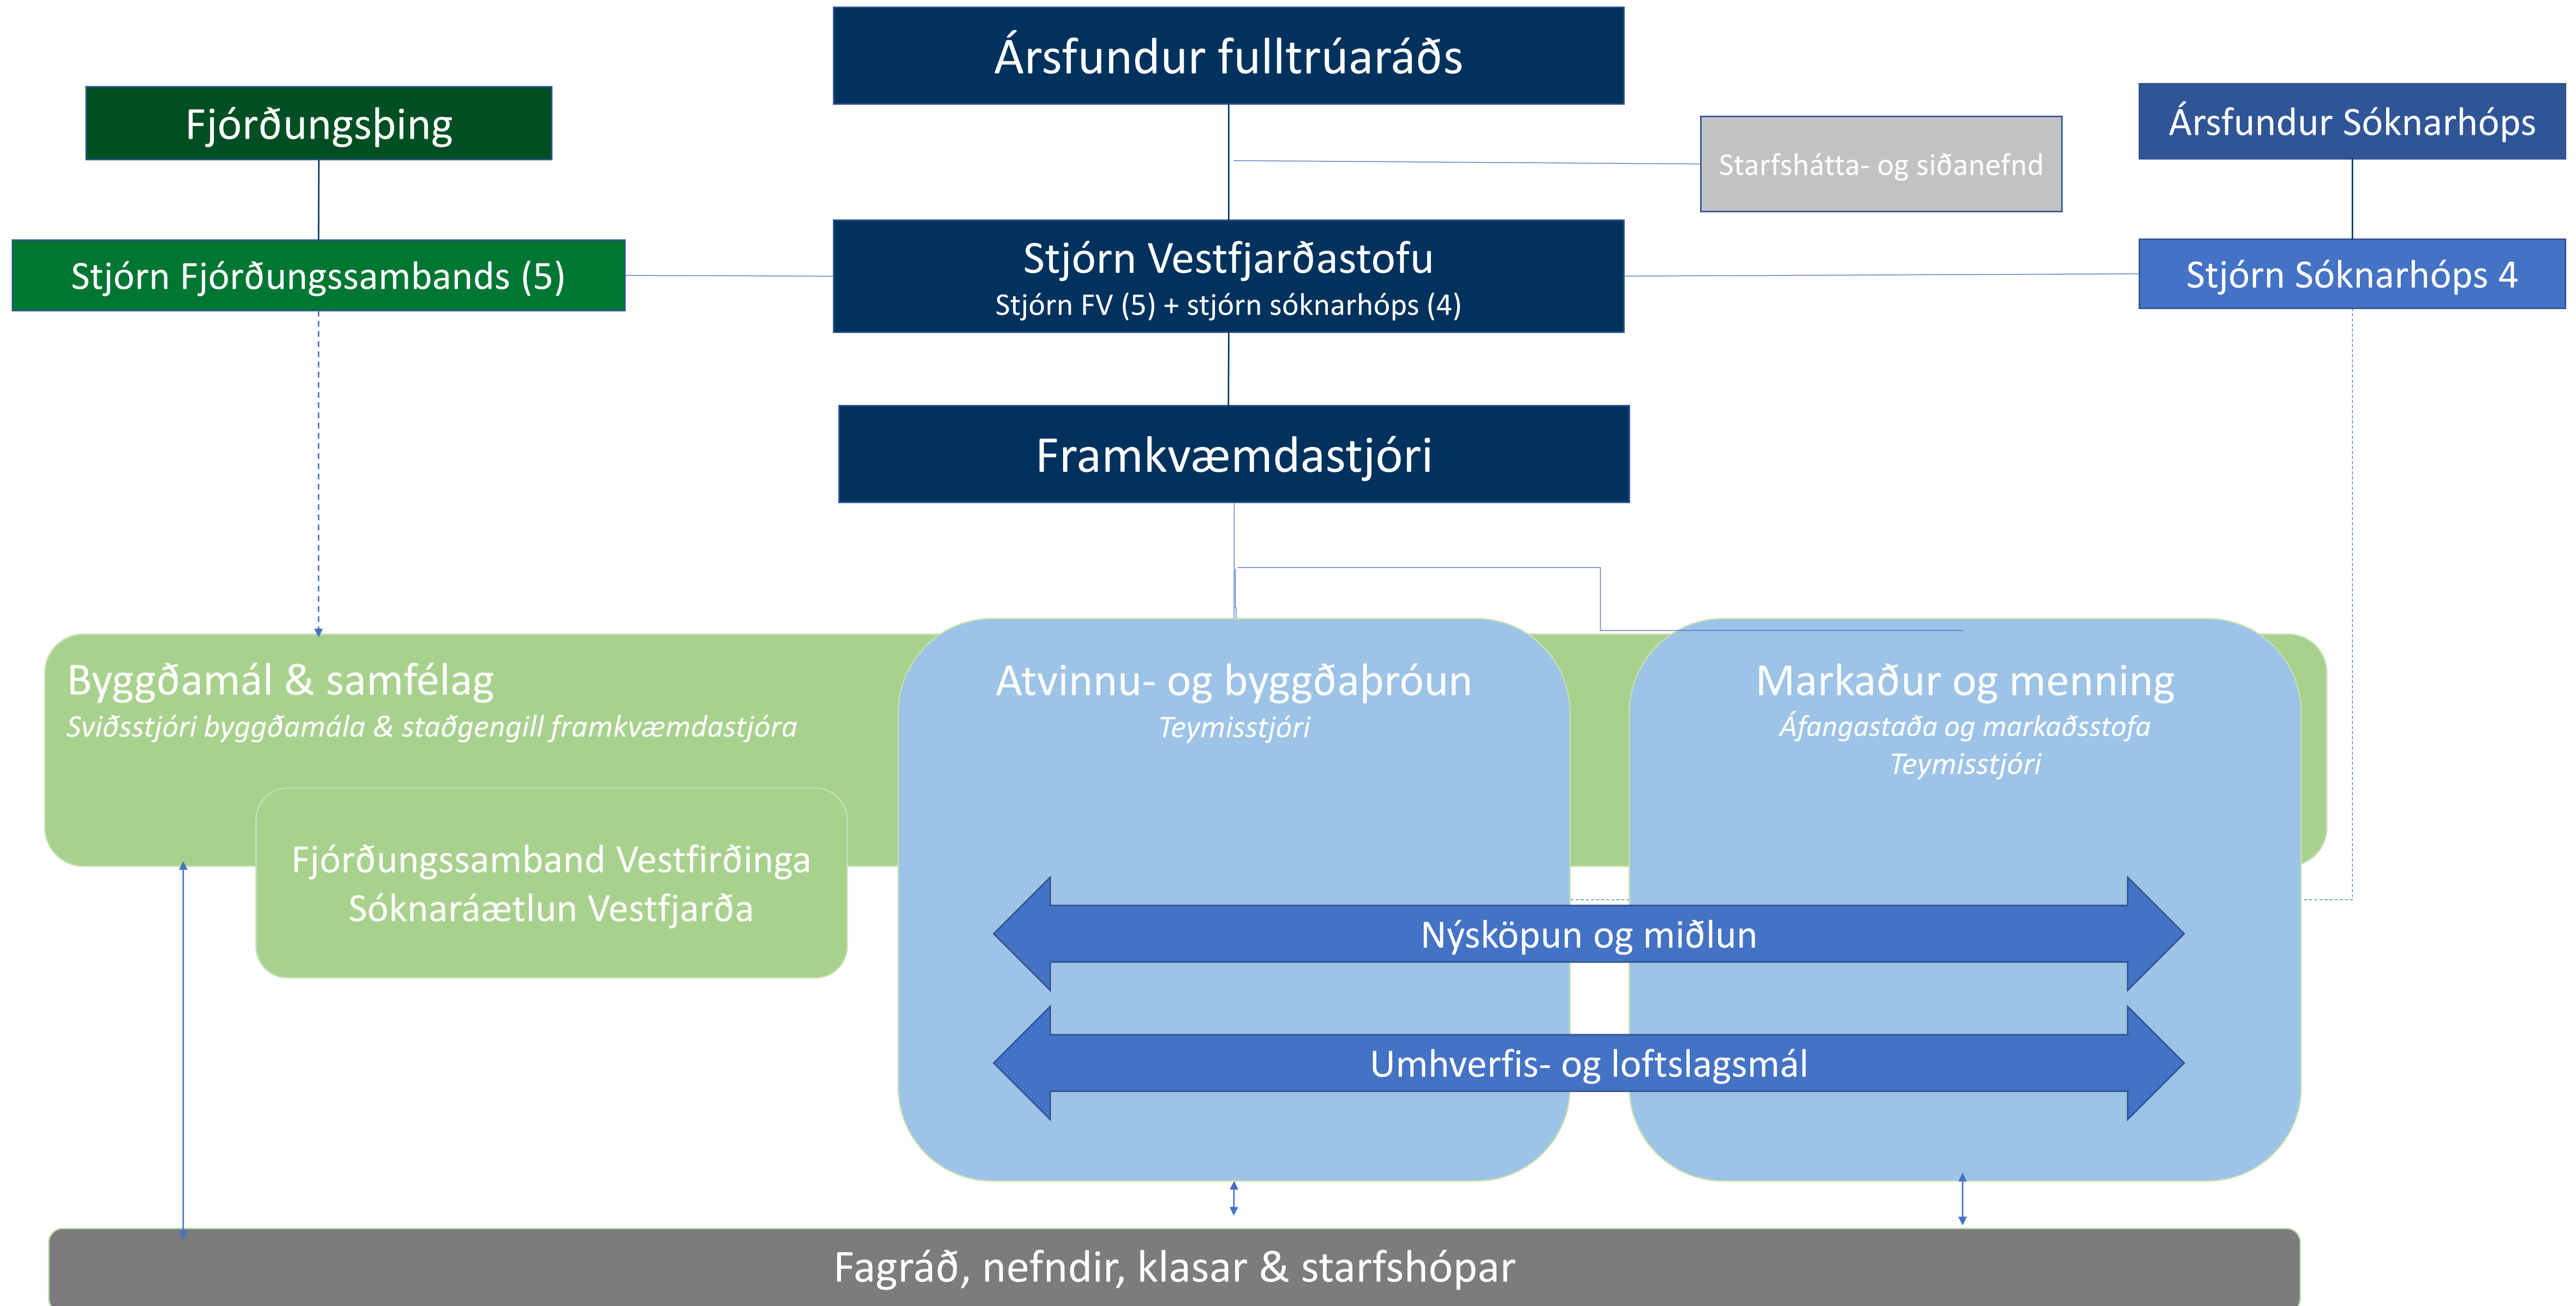 Ársfundur fulltrúaráðs
Fjórðungsþing
Ársfundur Sóknarhóps
Starfshátta- og siðanefnd
Stjórn Fjórðungssambands (5)
Stjórn Vestfjarðastofu
Stjórn FV (5) + stjórn sóknarhóps (4)
Stjórn Sóknarhóps 4
Framkvæmdastjóri
Byggðamál & samfélag
Sviðsstjóri byggðamála & staðgengill framkvæmdastjóra
Atvinnu- og byggðaþróun
Teymisstjóri
Markaður og menning
Áfangastaða og markaðsstofa
Teymisstjóri
Fjórðungssamband Vestfirðinga
Sóknaráætlun Vestfjarða
Nýsköpun og miðlun
Umhverfis- og loftslagsmál
Fagráð, nefndir, klasar & starfshópar